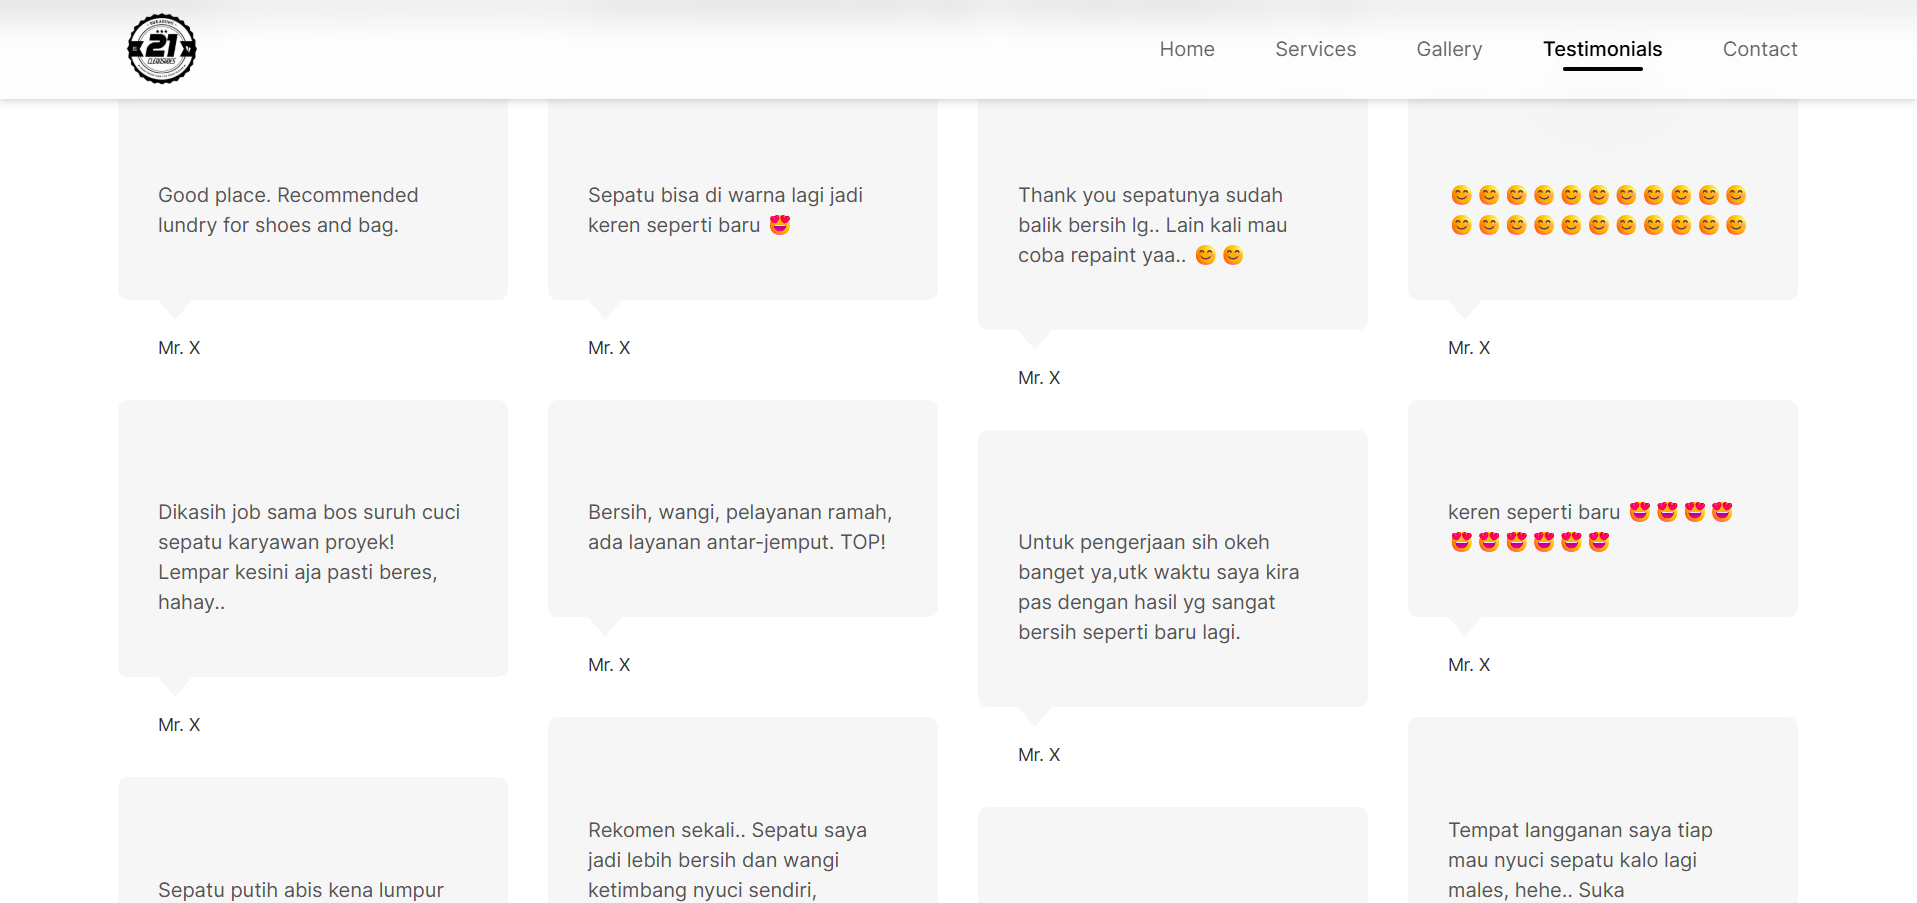 SUKABUMI
21
CLEANSHOES
Home
Services
Gallery
Testimonials
Contact
Good place. Recommended
lundry for shoes and bag.
Mr. X
Sepatu bisa di warna lagi jadi
keren seperti baru 😍
Mr. X
Thank you sepatunya sudah
balik bersih lg.. Lain kali mau
coba repaint yaa.. 😊 😊
Mr. X
😊 😊 😊 😊 😊 😊 😊 😊 😊 😊 😊
😊 😊 😊 😊 😊 😊 😊 😊 😊 😊 😊
Mr. X
Dikasih job sama bos suruh cuci
sepatu karyawan proyek!
Lempar kesini aja pasti beres,
hahay..
Mr. X
Bersih, wangi, pelayanan ramah,
ada layanan antar-jemput. TOP!
Mr. X
Untuk pengerjaan sih okeh
banget ya,utk waktu saya kira
pas dengan hasil yg sangat
bersih seperti baru lagi.
Mr. X
keren seperti baru 😍 😍 😍 😍
😍 😍 😍 😍 😍 😍
Mr. X
Sepatu putih abis kena lumpur
Rekomen sekali.. Sepatu saya
jadi lebih bersih dan wangi
ketimbang nyuci sendiri,
Tempat langganan saya tiap
mau nyuci sepatu kalo lagi
males, hehe.. Suka